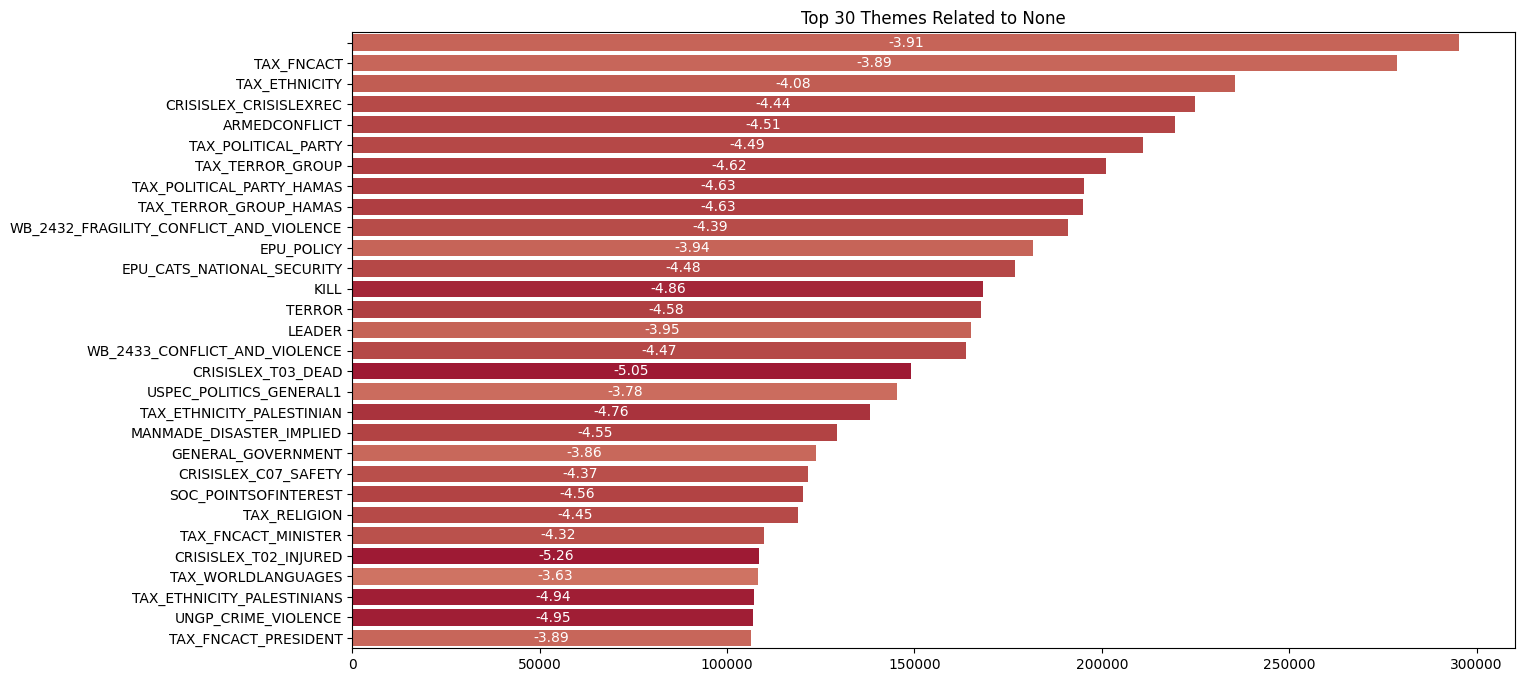 Top 30 Themes Related to None
-3.91
TAX_FNCACT -3.89
TAX_ETHNICITY -4.08
CRISISLEX_CRISISLEXREC -4.44
ARMEDCONFLICT -4.51
TAX_POLITICAL_PARTY -4.49
TAX_TERROR_GROUP -4.62
TAX_POLITICAL_PARTY_HAMAS -4.63
TAX_TERROR_GROUP_HAMAS -4.63
WB_2432_FRAGILITY_CONFLICT_AND_VIOLENCE -4.39
EPU_POLICY -3.94
EPU_CATS_NATIONAL_SECURITY -4.48
KILL -4.86
TERROR -4.58
LEADER -3.95
WB_2433_CONFLICT_AND_VIOLENCE -4.47
CRISISLEX_T03_DEAD -5.05
USPEC_POLITICS_GENERAL1 -3.78
TAX_ETHNICITY_PALESTINIAN -4.76
MANMADE_DISASTER_IMPLIED -4.55
GENERAL_GOVERNMENT -3.86
CRISISLEX_C07_SAFETY -4.37
SOC_POINTSOFINTEREST -4.56
TAX_RELIGION -4.45
TAX_FNCACT_MINISTER -4.32
CRISISLEX_T02_INJURED -5.26
TAX_WORLDLANGUAGES -3.63
TAX_ETHNICITY_PALESTINIANS -4.94
UNGP_CRIME_VIOLENCE -4.95
TAX_FNCACT_PRESIDENT -3.89
0 50000 100000 150000 200000 250000 300000